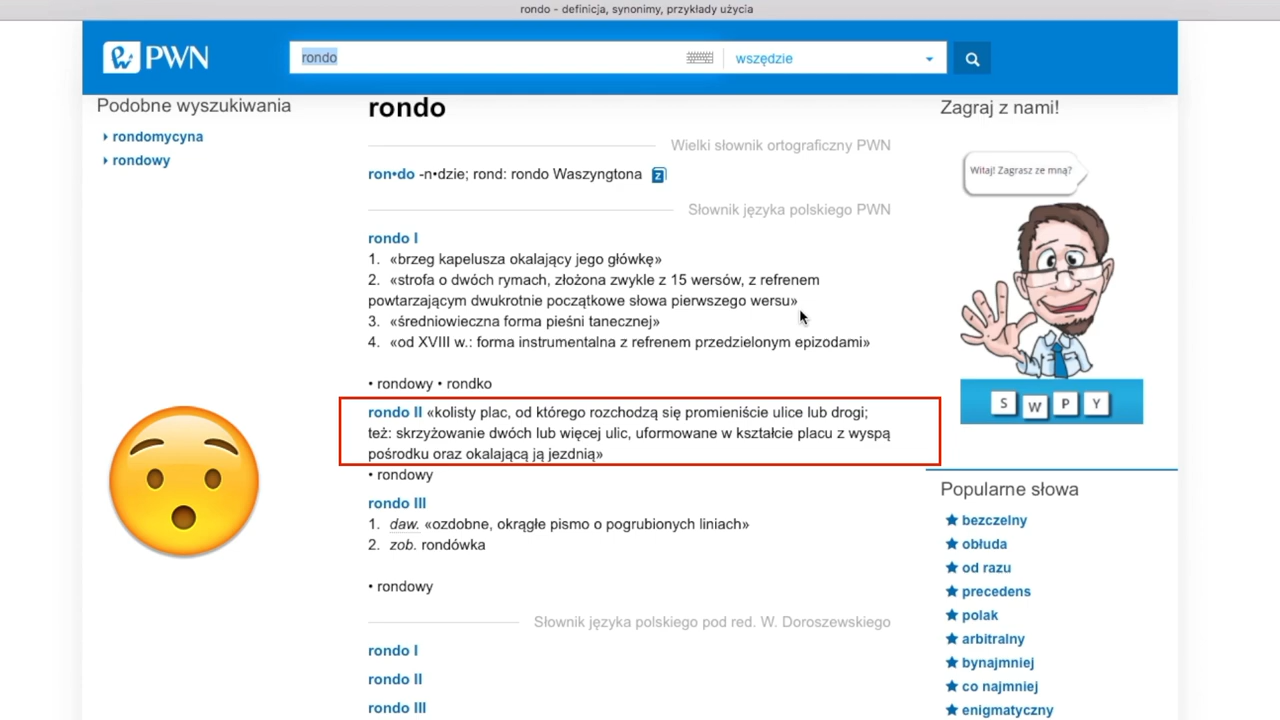 rondo - definicja, synonimy, przykłady użycia
PWN
rondo
wszędzie
Podobne wyszukiwania
rondomycyna
rondowy
rondo
Wielki słownik ortograficzny PWN
ron•do -n•dzie; rond: rondo Waszyngtona
Słownik języka polskiego PWN
rondo I
1. «brzeg kapelusza okalający jego główkę»
2. «strofa o dwóch rymach, złożona zwykle z 15 wersów, z refrenem
powtarzającym dwukrotnie początkowe słowa pierwszego wersu»
3. «średniowieczna forma pieśni tanecznej»
4. «od XVIII w.: forma instrumentalna z refrenem przedzielonym epizodami»
• rondowy • rondko
rondo II «kolisty plac, od którego rozchodzą się promieniście ulice lub drogi;
też: skrzyżowanie dwóch lub więcej ulic, uformowane w kształcie placu z wyspą
pośrodku oraz okalającą ją jezdnią»
• rondowy
rondo III
1. daw. «ozdobne, okrągłe pismo o pogrubionych liniach»
2. zob. rondówka
• rondowy
Słownik języka polskiego pod red. W. Doroszewskiego
rondo I
rondo II
rondo III
Zagraj z nami!
Witaj! Zagrasz ze mną?
S W P Y
Popularne słowa
bezczelny
obłuda
od razu
precedens
polak
arbitralny
bynajmniej
co najmniej
enigmatyczny